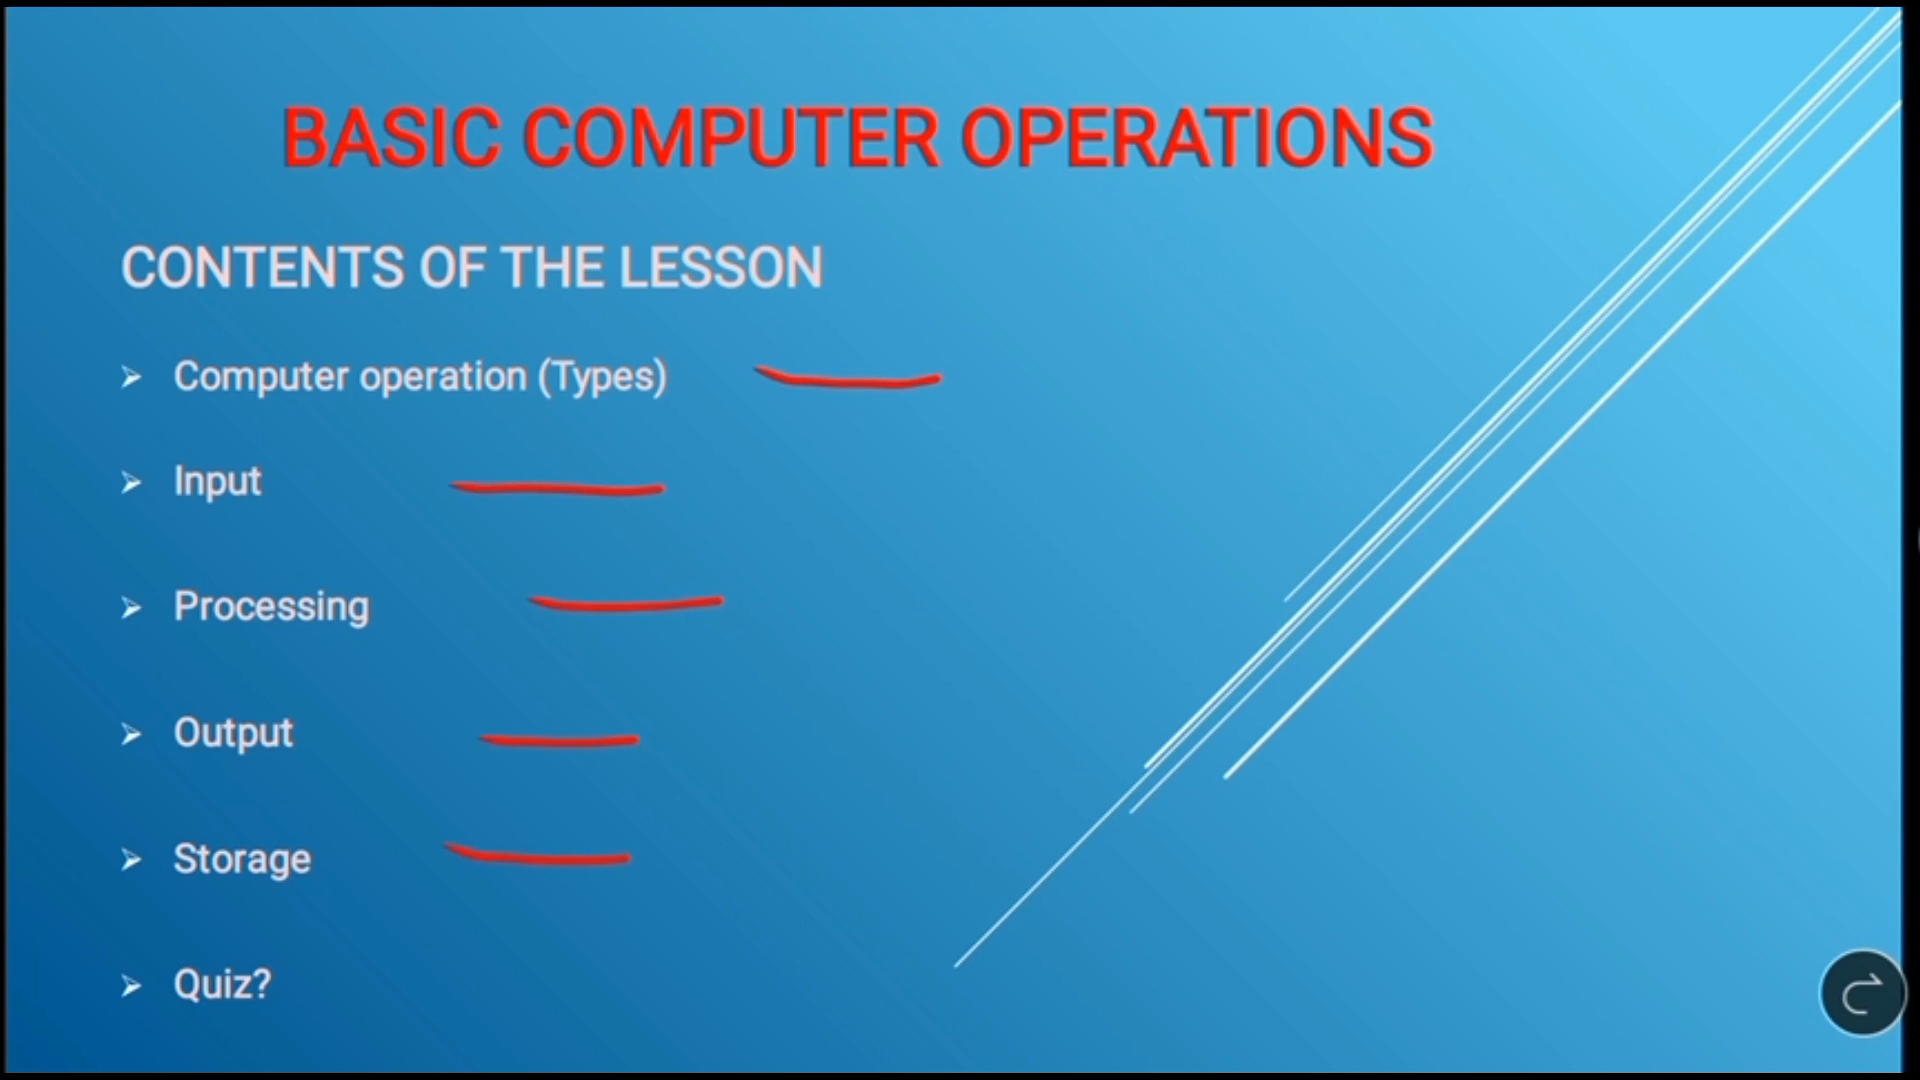 BASIC COMPUTER OPERATIONS
CONTENTS OF THE LESSON
Computer operation (Types)
Input
Processing
Output
Storage
Quiz?